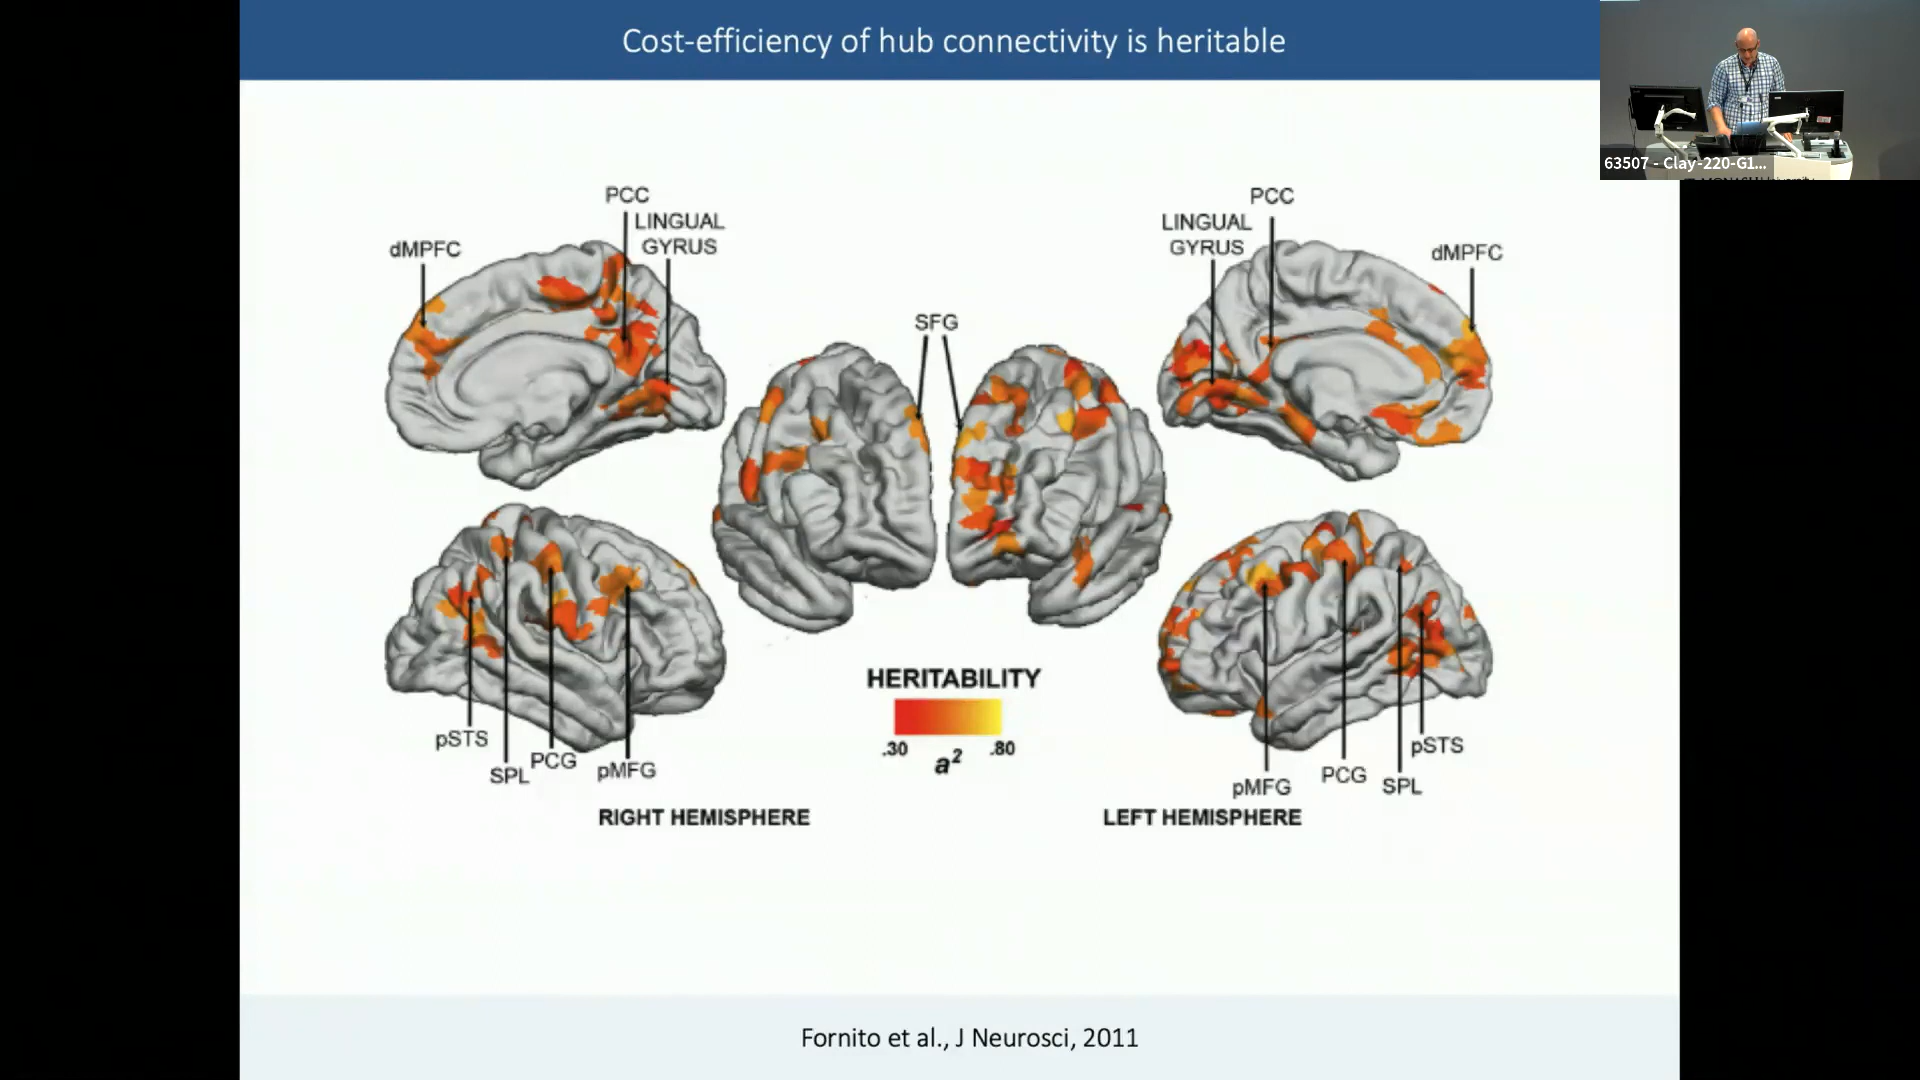 Cost-efficiency of hub connectivity is heritable
63507 - Clay-220-G1...
MONASH University
PCC
LINGUAL
GYRUS
dMPFC
PCC
LINGUAL
GYRUS
dMPFC
SFG
HERITABILITY
.30
.80
a²
pSTS
SPL
PCG
pMFG
pMFG
PCG
SPL
pSTS
RIGHT HEMISPHERE
LEFT HEMISPHERE
Fornito et al., J Neurosci, 2011